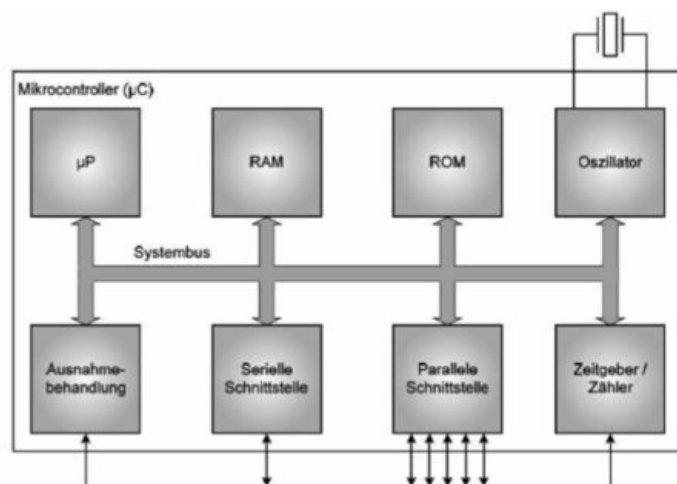 Mikrocontroller (µC)
µP
RAM
ROM
Oszillator
Systembus
Ausnahme-
behandlung
Serielle
Schnittstelle
Parallele
Schnittstelle
Zeitgeber /
Zähler